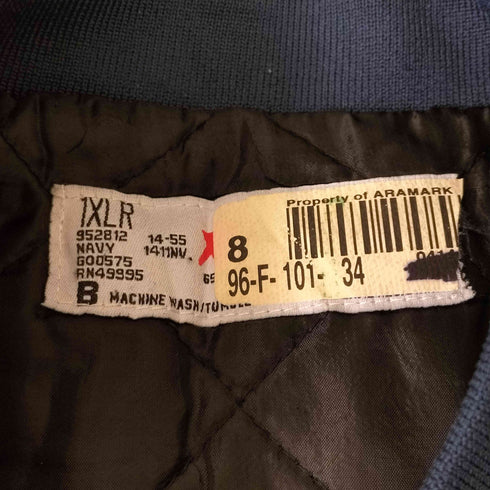 1XLR
952812 14-55
NAVY 1411NV.
G00575
RN49995
B MACHINE WASH/TUMBLE
Property of ARAMARK
8
96-F-101- 34